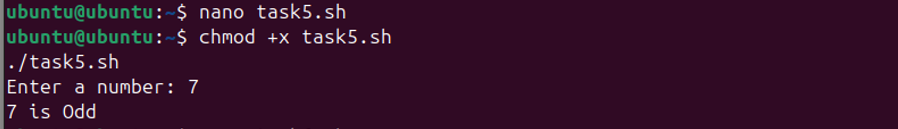 ubuntu@ubuntu:~$ nano task5.sh
ubuntu@ubuntu:~$ chmod +x task5.sh
./task5.sh
Enter a number: 7
7 is Odd